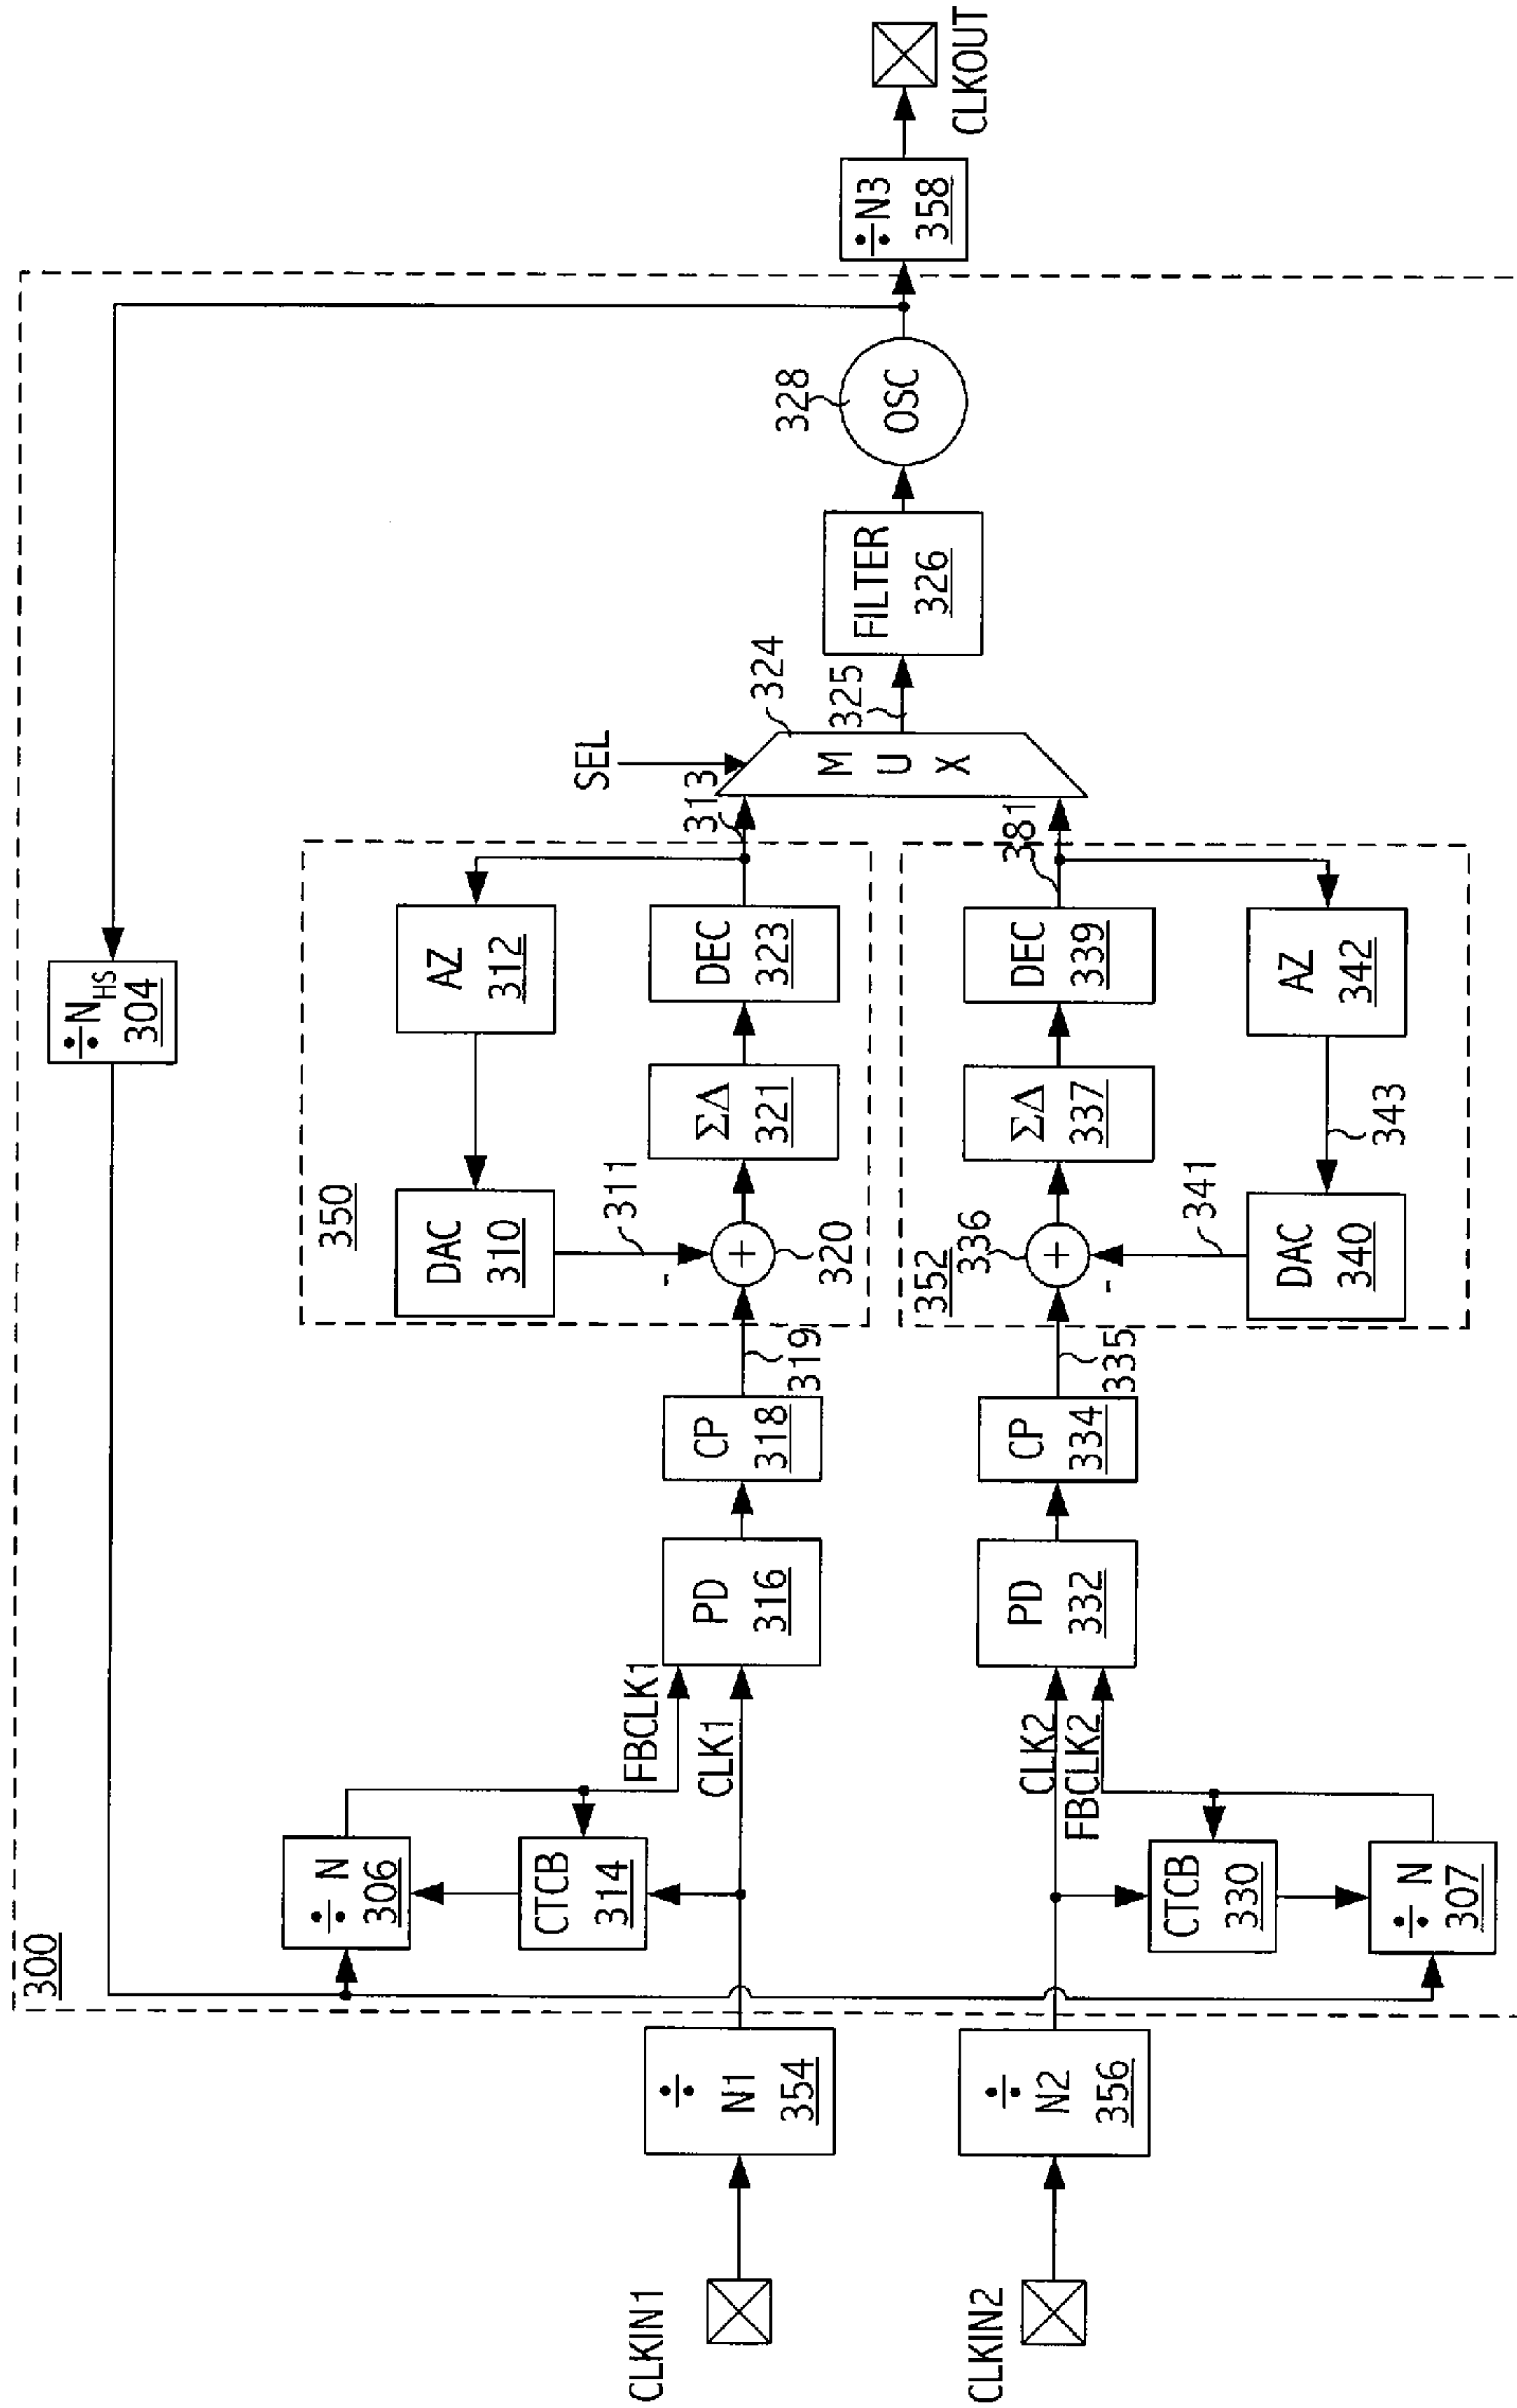 300
÷N_HS
304
350
DAC
310
AZ
312
311
-
+
320
ΣΔ
321
DEC
323
313
÷
N
306
CTCB
314
FBCLK1
CLK1
PD
316
CP
318
319
CLKIN1
÷
N1
354
SEL
324
M
U
X
325
FILTER
326
328
OSC
÷N3
358
CLKOUT
CLKIN2
÷
N2
356
CLK2
FBCLK2
PD
332
CP
334
335
CTCB
330
÷
N
307
352
336
+
-
341
ΣΔ
337
DEC
339
381
DAC
340
343
AZ
342